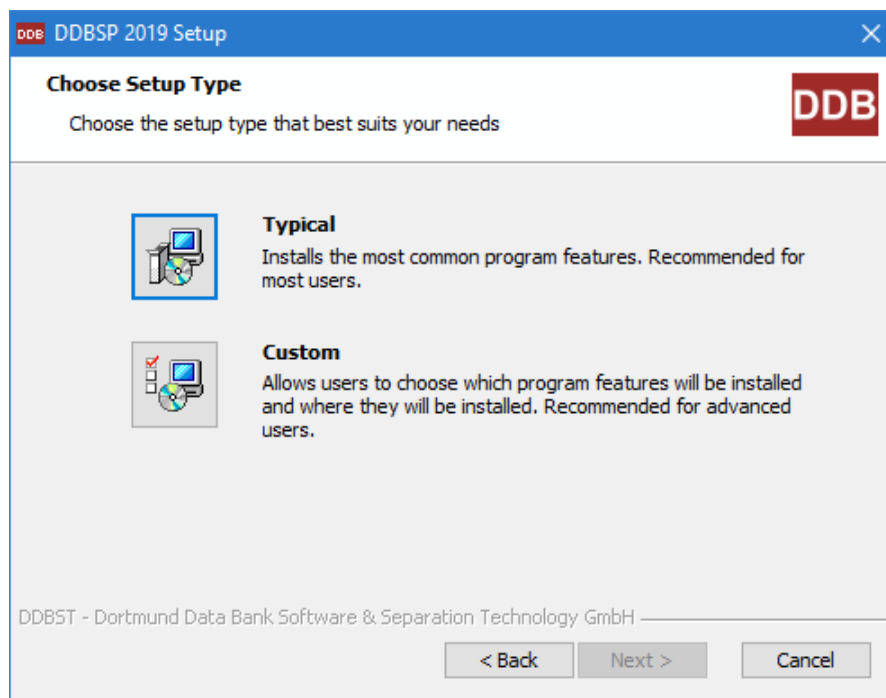 DDB DDBSP 2019 Setup
Choose Setup Type
Choose the setup type that best suits your needs
DDB
Typical
Installs the most common program features. Recommended for
most users.
Custom
Allows users to choose which program features will be installed
and where they will be installed. Recommended for advanced
users.
DDBST - Dortmund Data Bank Software & Separation Technology GmbH
< Back Next > Cancel